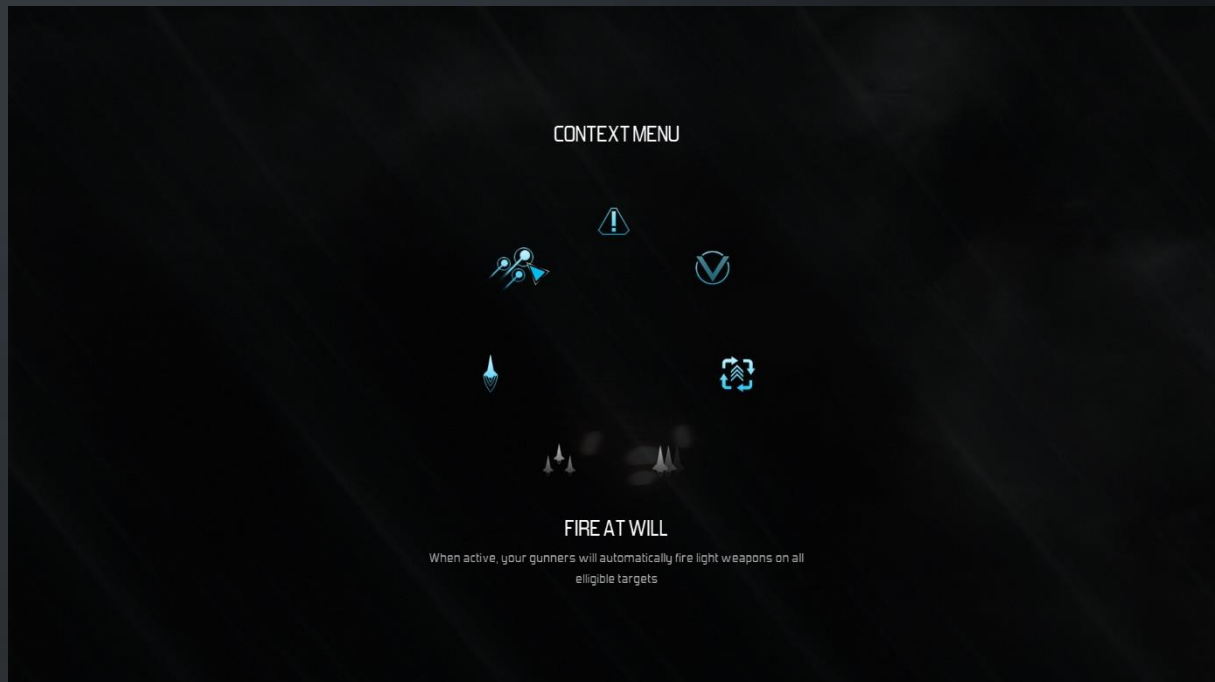 CONTEXT MENU
FIRE AT WILL
When active, your gunners will automatically fire light weapons on all
elligible targets